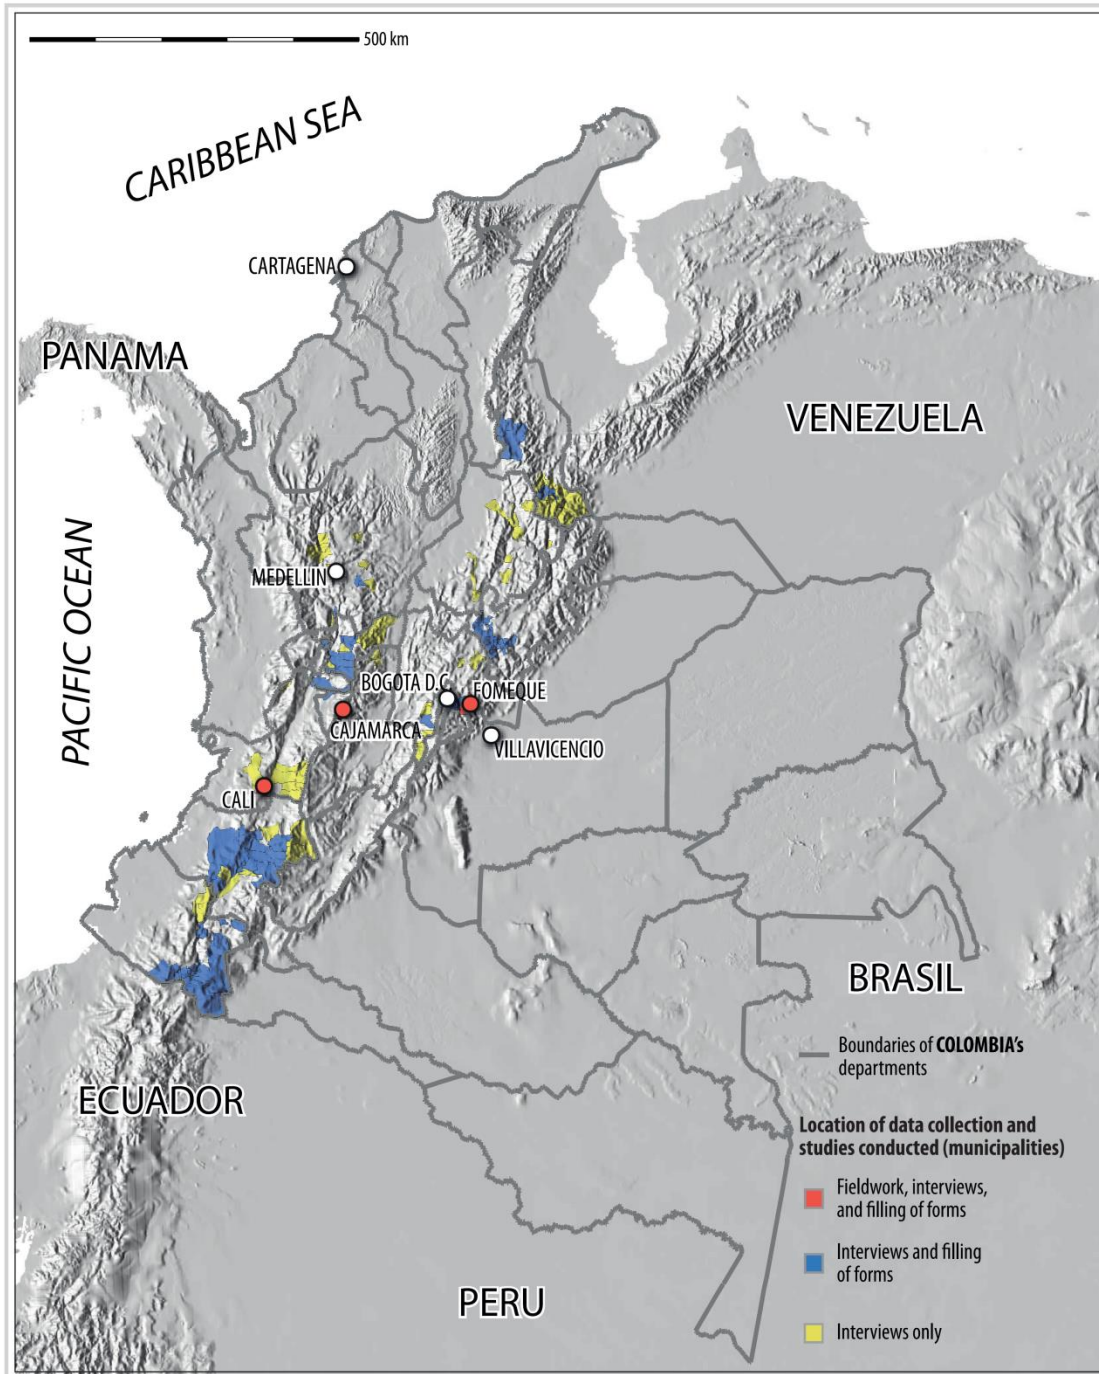 500 km
CARIBBEAN SEA
CARTAGENA
PANAMA
VENEZUELA
MEDELLIN
PACIFIC OCEAN
BOGOTA D.C.
FOMEQUE
CAJAMARCA
VILLAVICENCIO
CALI
BRASIL
Boundaries of COLOMBIA's
departments
ECUADOR
Location of data collection and
studies conducted (municipalities)
Fieldwork, interviews,
and filling of forms
Interviews and filling
of forms
PERU
Interviews only